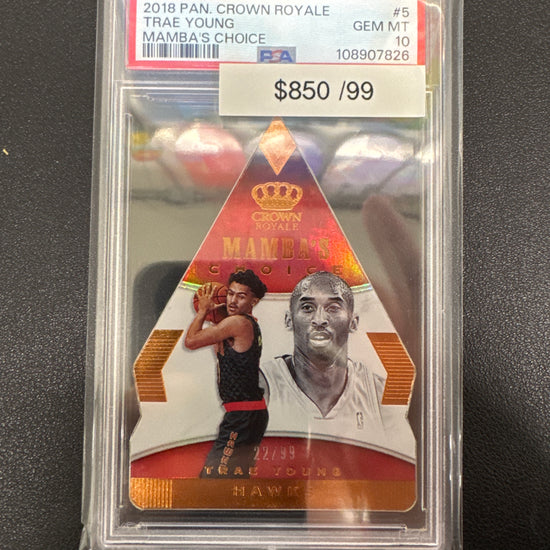 2018 PAN. CROWN ROYALE #5
TRAE YOUNG GEM MT
MAMBA'S CHOICE PSA 10
108907826
$850 /99
CROWN
ROYALE
MAMBA'S
CHOICE
HAWKS
22/99
TRAE YOUNG
HAWKS